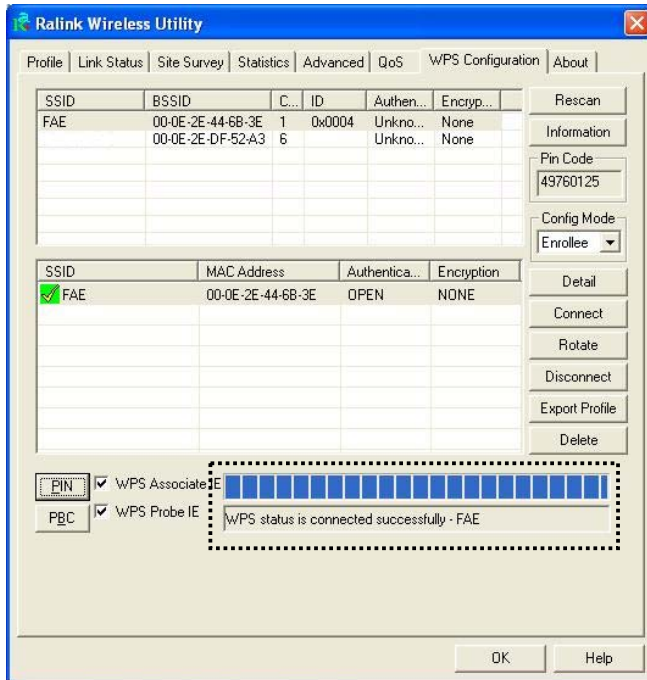 Ralink Wireless Utility
Profile Link Status Site Survey Statistics Advanced QoS WPS Configuration About
SSID BSSID C... ID Authen... Encryp...
FAE 00-0E-2E-44-6B-3E 1 0x0004 Unkno... None
00-0E-2E-DF-52-A3 6 Unkno... None
Rescan
Information
Pin Code
49760125
Config Mode
Enrollee
SSID MAC Address Authentica... Encryption
FAE 00-0E-2E-44-6B-3E OPEN NONE
Detail
Connect
Rotate
Disconnect
Export Profile
Delete
PIN WPS Associate IE
PBC WPS Probe IE
WPS status is connected successfully - FAE
OK Help